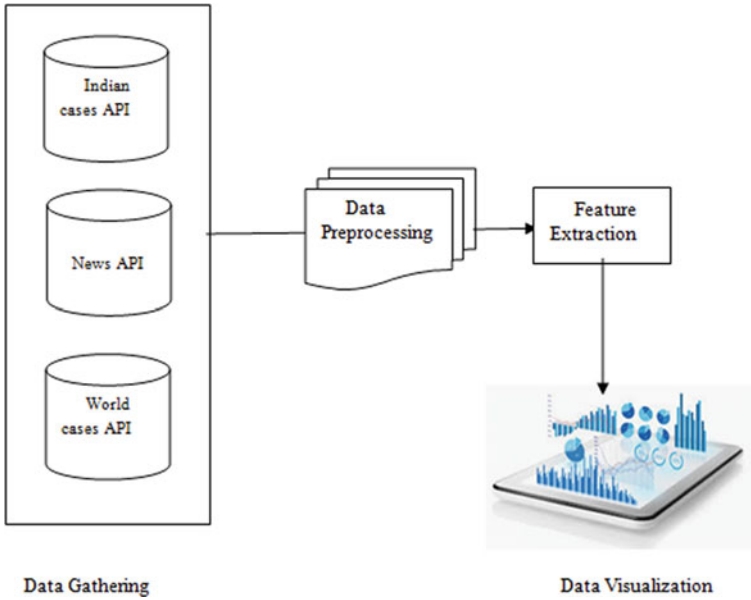 Indian
cases API
News API
World
cases API
Data
Preprocessing
Feature
Extraction
Data Gathering
Data Visualization